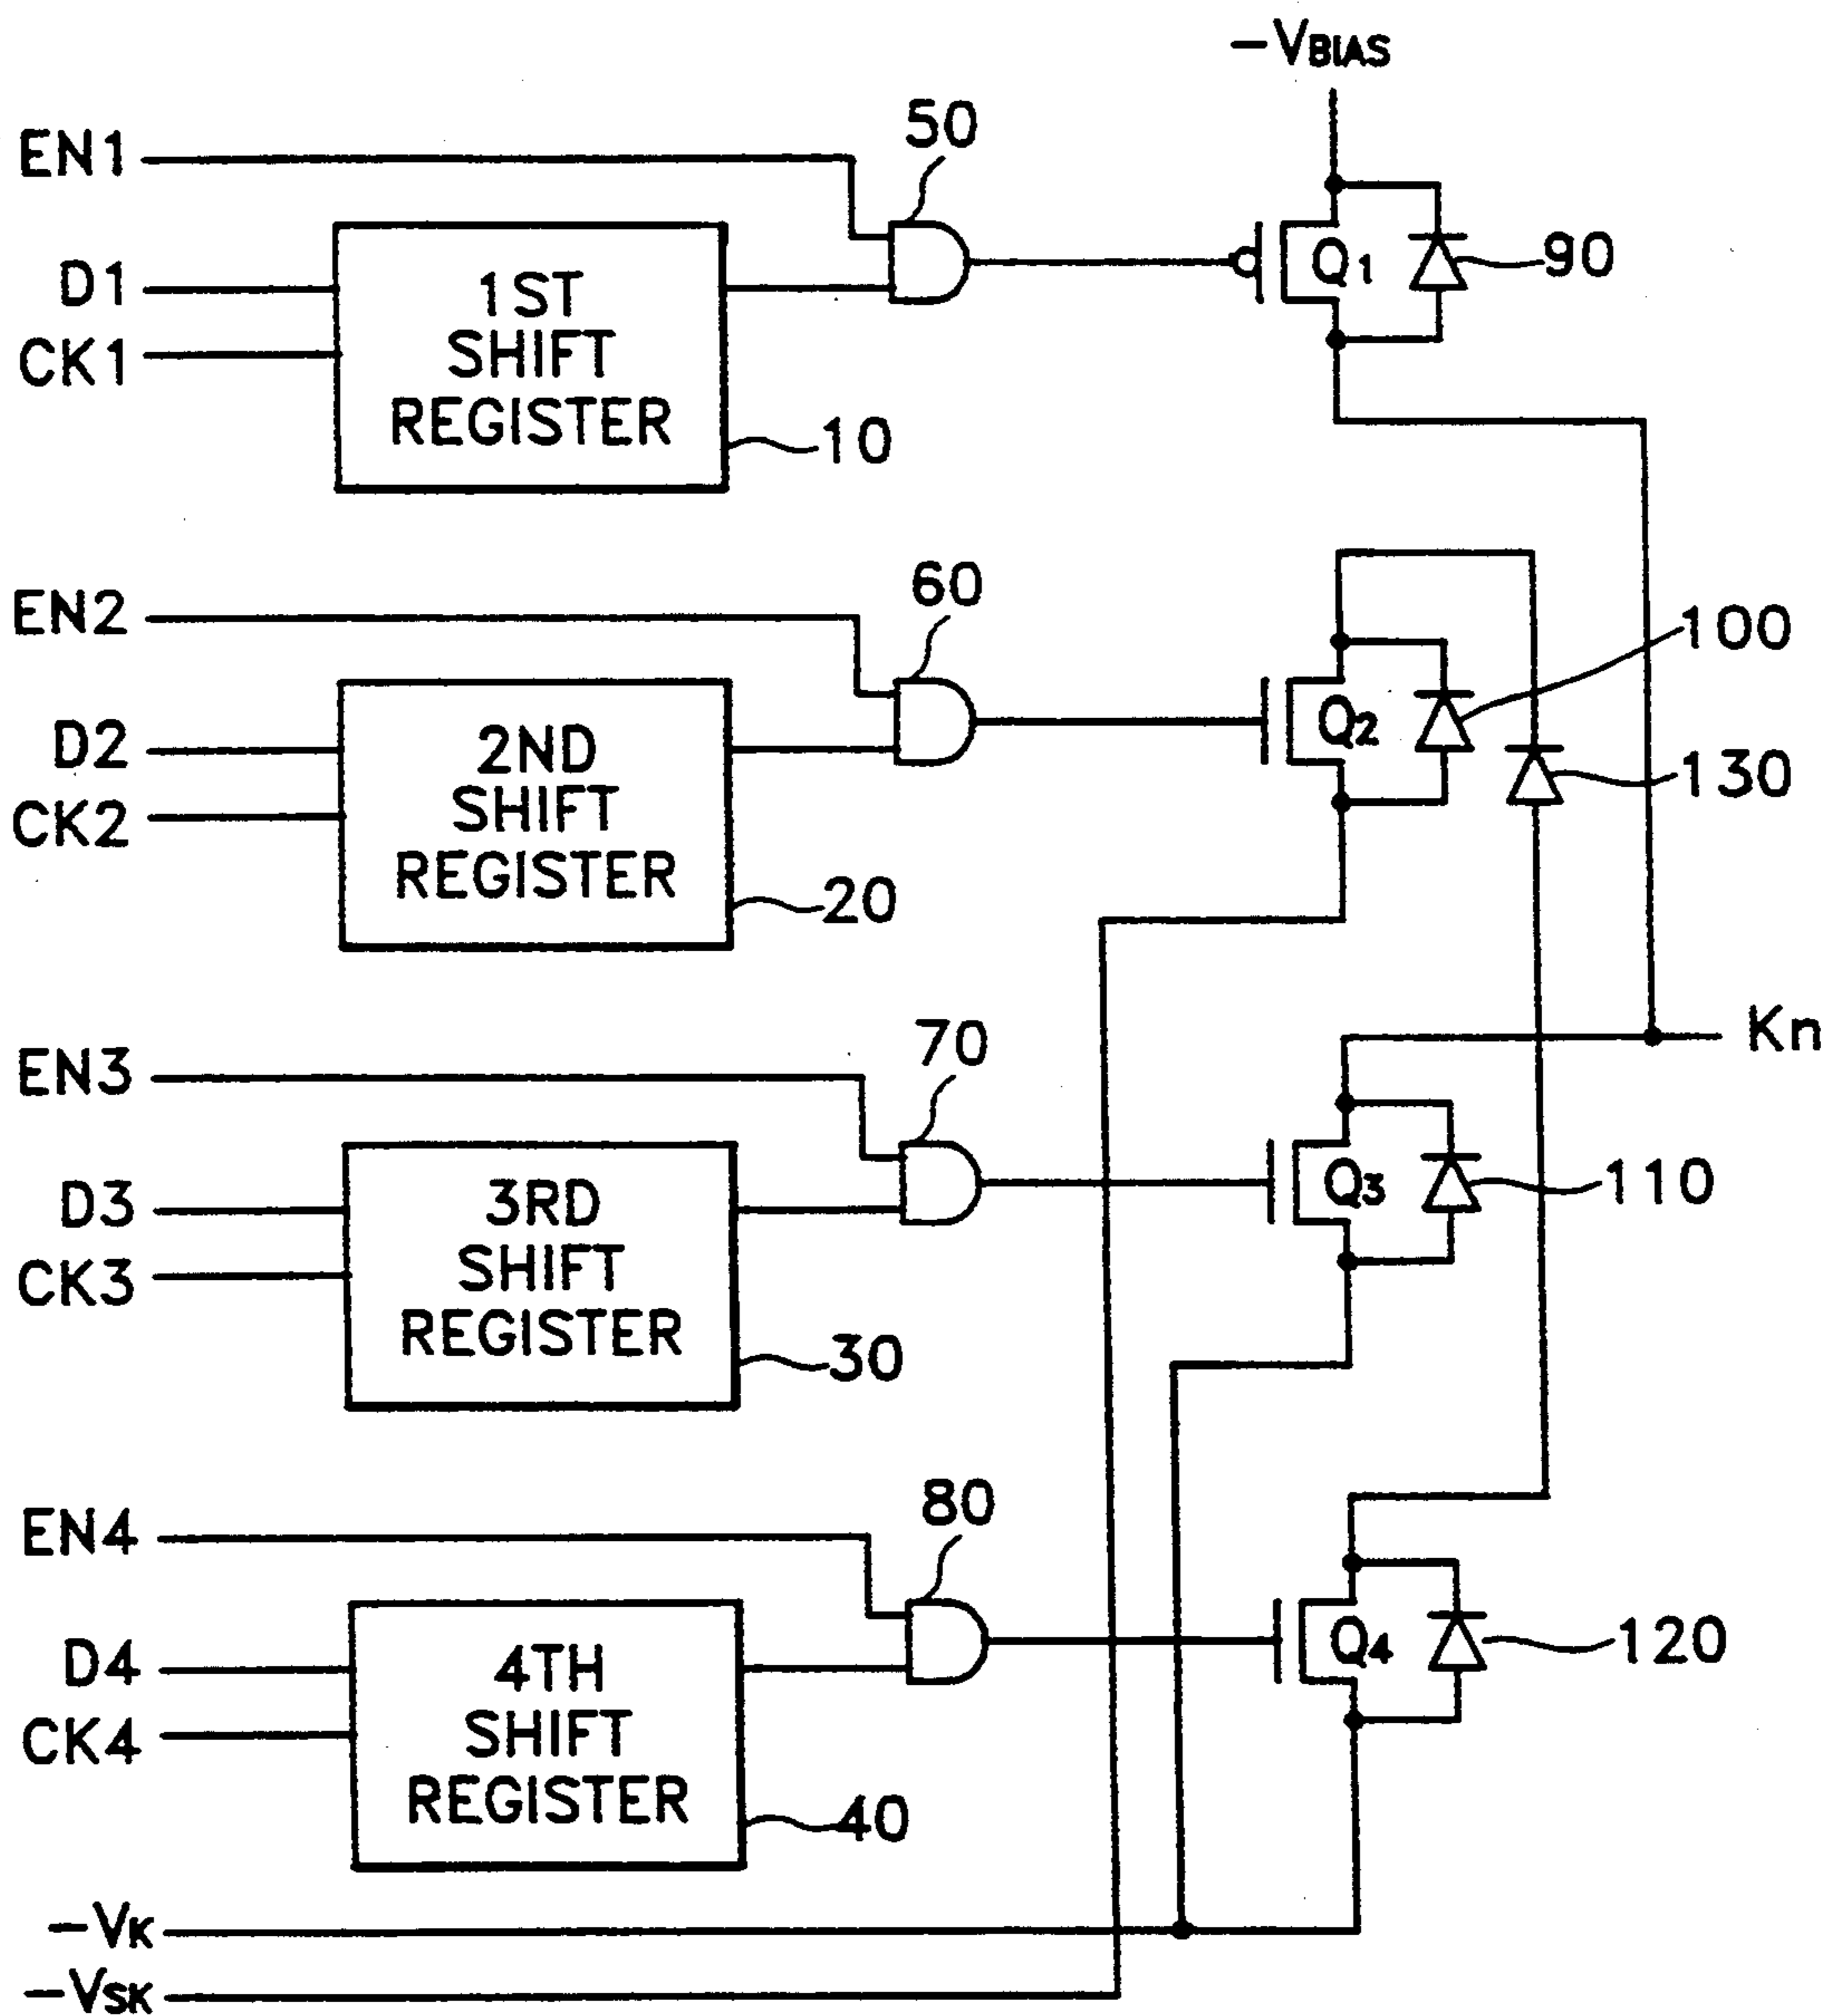 −VBIAS
50
EN1
D1
CK1
1ST
SHIFT
REGISTER
10
Q1
90
60
EN2
D2
CK2
2ND
SHIFT
REGISTER
20
Q2
100
130
Kn
70
EN3
D3
CK3
3RD
SHIFT
REGISTER
30
Q3
110
80
EN4
D4
CK4
4TH
SHIFT
REGISTER
40
Q4
120
−VK
−VSK